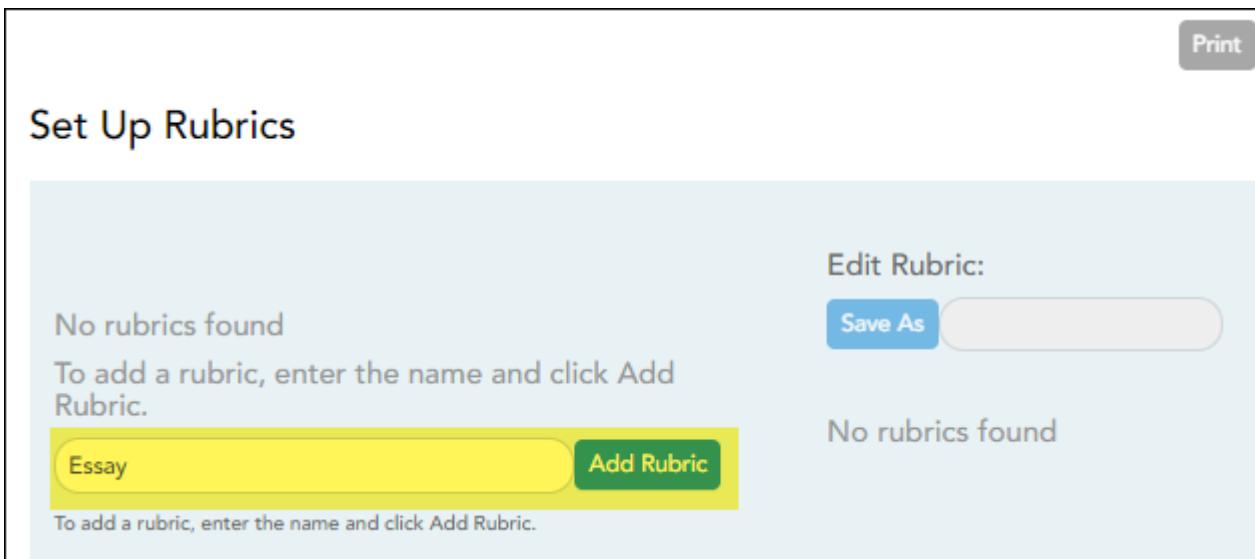 Print
Set Up Rubrics
No rubrics found
To add a rubric, enter the name and click Add
Rubric.
Essay
Add Rubric
To add a rubric, enter the name and click Add Rubric.
Edit Rubric:
Save As
No rubrics found